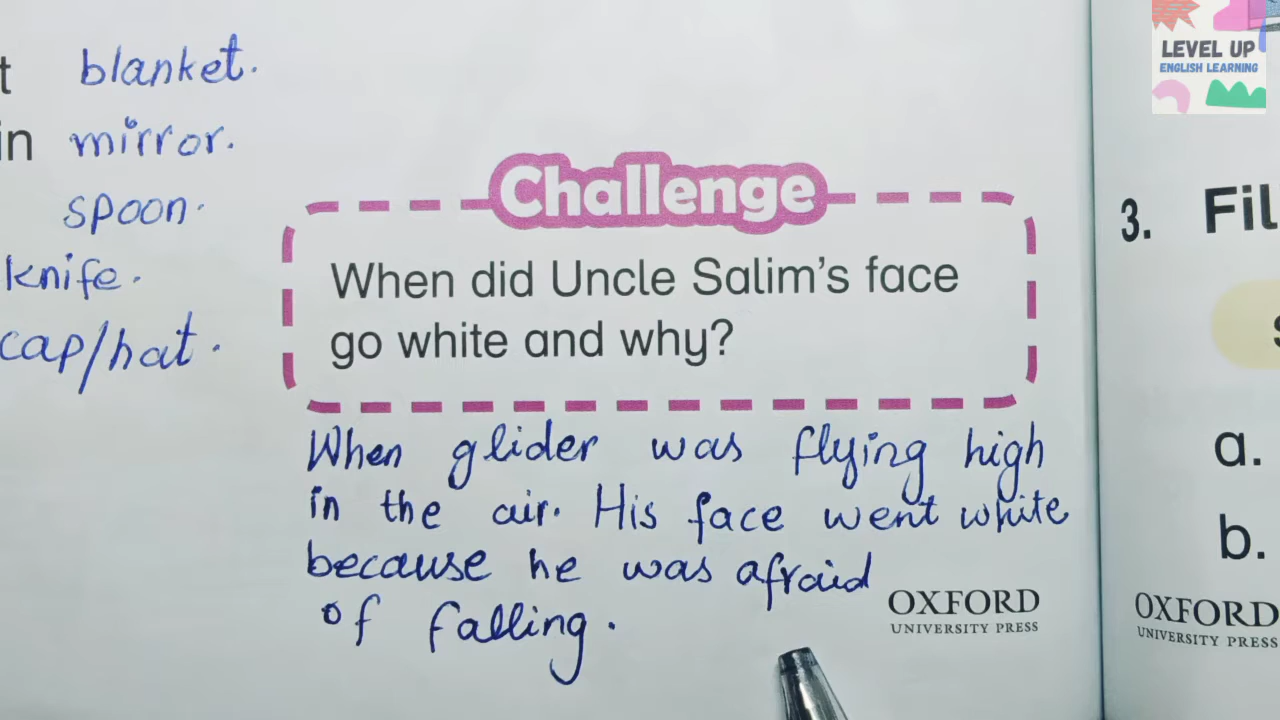 t blanket.
in mirror.
spoon.
knife.
cap/hat.
Challenge
When did Uncle Salim's face
go white and why?
When glider was flying high
in the air. His face went white
because he was afraid
of falling.
OXFORD
UNIVERSITY PRESS
LEVEL UP
ENGLISH LEARNING
3. Fil
s
a.
b.
OXFORD
UNIVERSITY PRESS